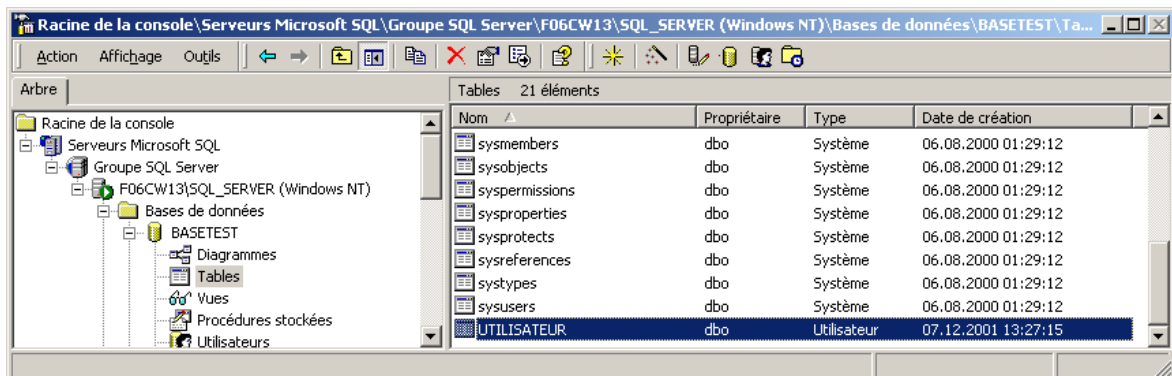 Racine de la console\Serveurs Microsoft SQL\Groupe SQL Server\F06CW13\SQL_SERVER (Windows NT)\Bases de données\BASETEST\Ta...
Action Affichage Outils
Arbre
Tables 21 éléments
Racine de la console
Serveurs Microsoft SQL
Groupe SQL Server
F06CW13\SQL_SERVER (Windows NT)
Bases de données
BASETEST
Diagrammes
Tables
Vues
Procédures stockées
Utilisateurs
Nom Propriétaire Type Date de création
sysmembers dbo Système 06.08.2000 01:29:12
sysobjects dbo Système 06.08.2000 01:29:12
syspermissions dbo Système 06.08.2000 01:29:12
sysproperties dbo Système 06.08.2000 01:29:12
sysprotects dbo Système 06.08.2000 01:29:12
sysreferences dbo Système 06.08.2000 01:29:12
systypes dbo Système 06.08.2000 01:29:12
sysusers dbo Système 06.08.2000 01:29:12
UTILISATEUR dbo Utilisateur 07.12.2001 13:27:15